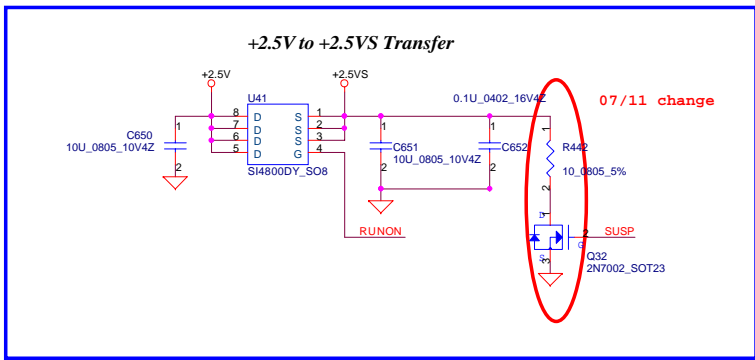 +2.5V to +2.5VS Transfer
+2.5V
+2.5VS
U41
0.1U_0402_16V4Z
07/11 change
8 D S 1
7 D S 2
6 D S 3
5 D G 4
SI4800DY_SO8
C650
10U_0805_10V4Z
1
2
C651
10U_0805_10V4Z
1
2
C652
1
2
1
R442
10_0805_5%
2
RUNON
1
D
2
G
SUSP
S
3
Q32
2N7002_SOT23